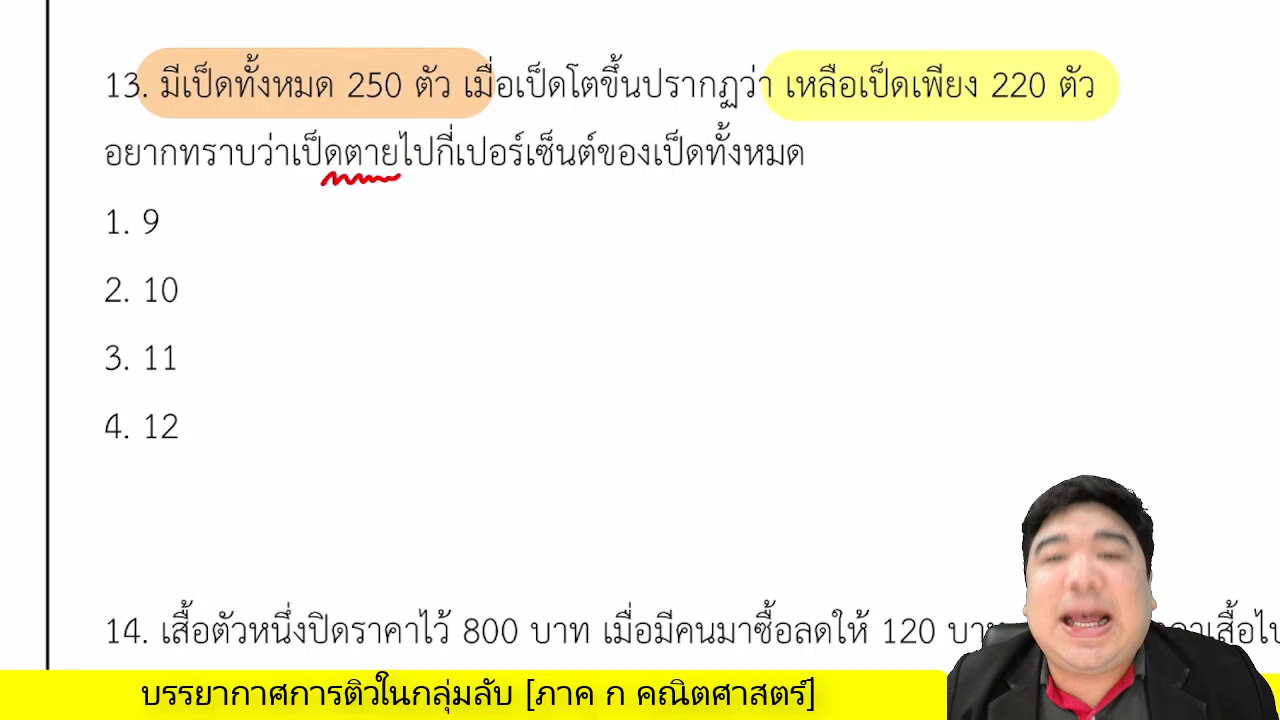 13. มีเป็ดทั้งหมด 250 ตัว เมื่อเป็ดโตขึ้นปรากฏว่า เหลือเป็ดเพียง 220 ตัว
อยากทราบว่าเป็ดตายไปกี่เปอร์เซ็นต์ของเป็ดทั้งหมด
1. 9
2. 10
3. 11
4. 12
14. เสื้อตัวหนึ่งปิดราคาไว้ 800 บาท เมื่อมีคนมาซื้อลดให้ 120
บรรยากาศการติวในกลุ่มลับ [ภาค ก คณิตศาสตร์]